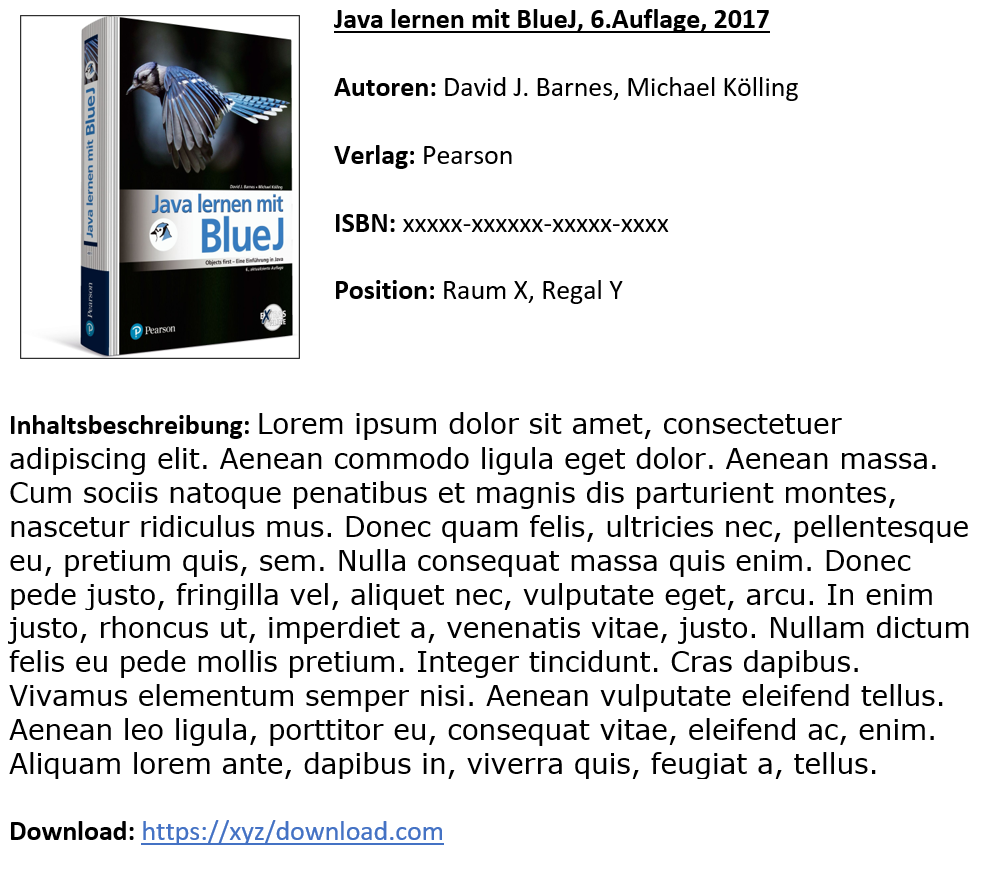 Java lernen mit BlueJ, 6.Auflage, 2017
Autoren: David J. Barnes, Michael Kölling
Verlag: Pearson
ISBN: xxxxx-xxxxxx-xxxxx-xxxx
Position: Raum X, Regal Y
Java lernen mit BlueJ
Pearson
David J. Barnes • Michael Kölling
Java lernen mit
BlueJ
Objects first – Eine Einführung in Java
6., aktualisierte Auflage
Pearson
Inhaltsbeschreibung: Lorem ipsum dolor sit amet, consectetuer
adipiscing elit. Aenean commodo ligula eget dolor. Aenean massa.
Cum sociis natoque penatibus et magnis dis parturient montes,
nascetur ridiculus mus. Donec quam felis, ultricies nec, pellentesque
eu, pretium quis, sem. Nulla consequat massa quis enim. Donec
pede justo, fringilla vel, aliquet nec, vulputate eget, arcu. In enim
justo, rhoncus ut, imperdiet a, venenatis vitae, justo. Nullam dictum
felis eu pede mollis pretium. Integer tincidunt. Cras dapibus.
Vivamus elementum semper nisi. Aenean vulputate eleifend tellus.
Aenean leo ligula, porttitor eu, consequat vitae, eleifend ac, enim.
Aliquam lorem ante, dapibus in, viverra quis, feugiat a, tellus.
Download: https://xyz/download.com